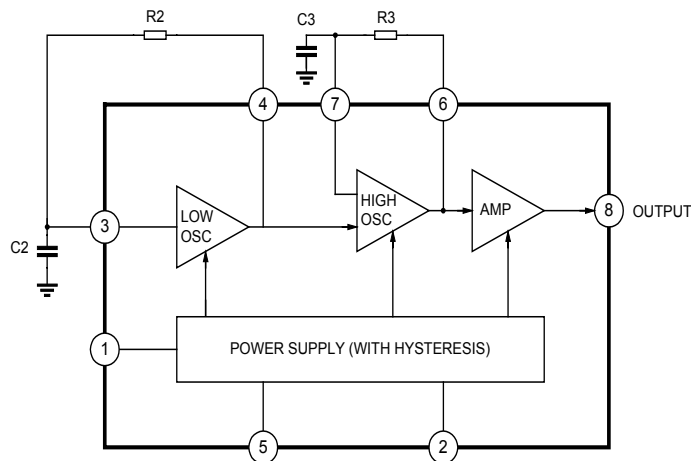 R2
C3
R3
4
7
6
LOW
OSC
HIGH
OSC
AMP
3
8
OUTPUT
C2
1
POWER SUPPLY (WITH HYSTERESIS)
5
2